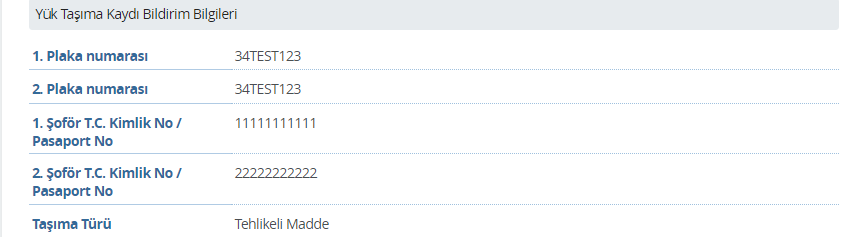 Yük Taşıma Kaydı Bildirim Bilgileri
1. Plaka numarası 34TEST123
2. Plaka numarası 34TEST123
1. Şoför T.C. Kimlik No / 11111111111
Pasaport No
2. Şoför T.C. Kimlik No / 22222222222
Pasaport No
Taşıma Türü Tehlikeli Madde